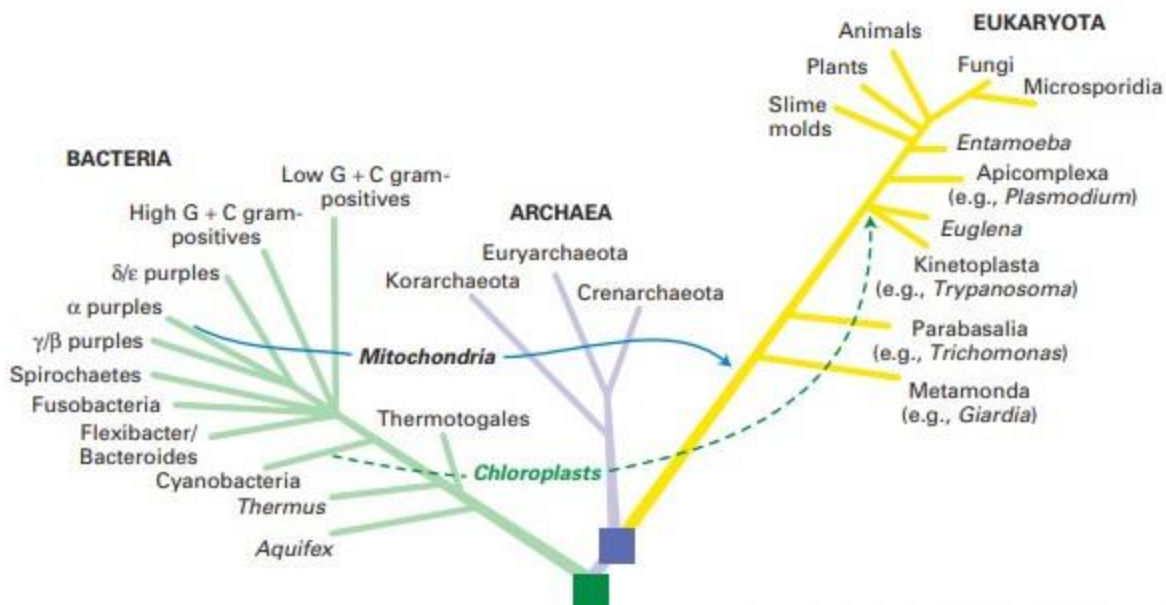 EUKARYOTA
Animals
Plants
Fungi
Microsporidia
Slime
molds
Entamoeba
Apicomplexa
(e.g., Plasmodium)
Euglena
Kinetoplasta
(e.g., Trypanosoma)
Parabasalia
(e.g., Trichomonas)
Metamonda
(e.g., Giardia)
BACTERIA
Low G + C gram-
positives
High G + C gram-
positives
δ/ε purples
α purples
γ/β purples
Spirochaetes
Fusobacteria
Flexibacter/
Bacteroides
Cyanobacteria
Thermus
Aquifex
Thermotogales
ARCHAEA
Euryarchaeota
Korarchaeota
Crenarchaeota
Mitochondria
Chloroplasts